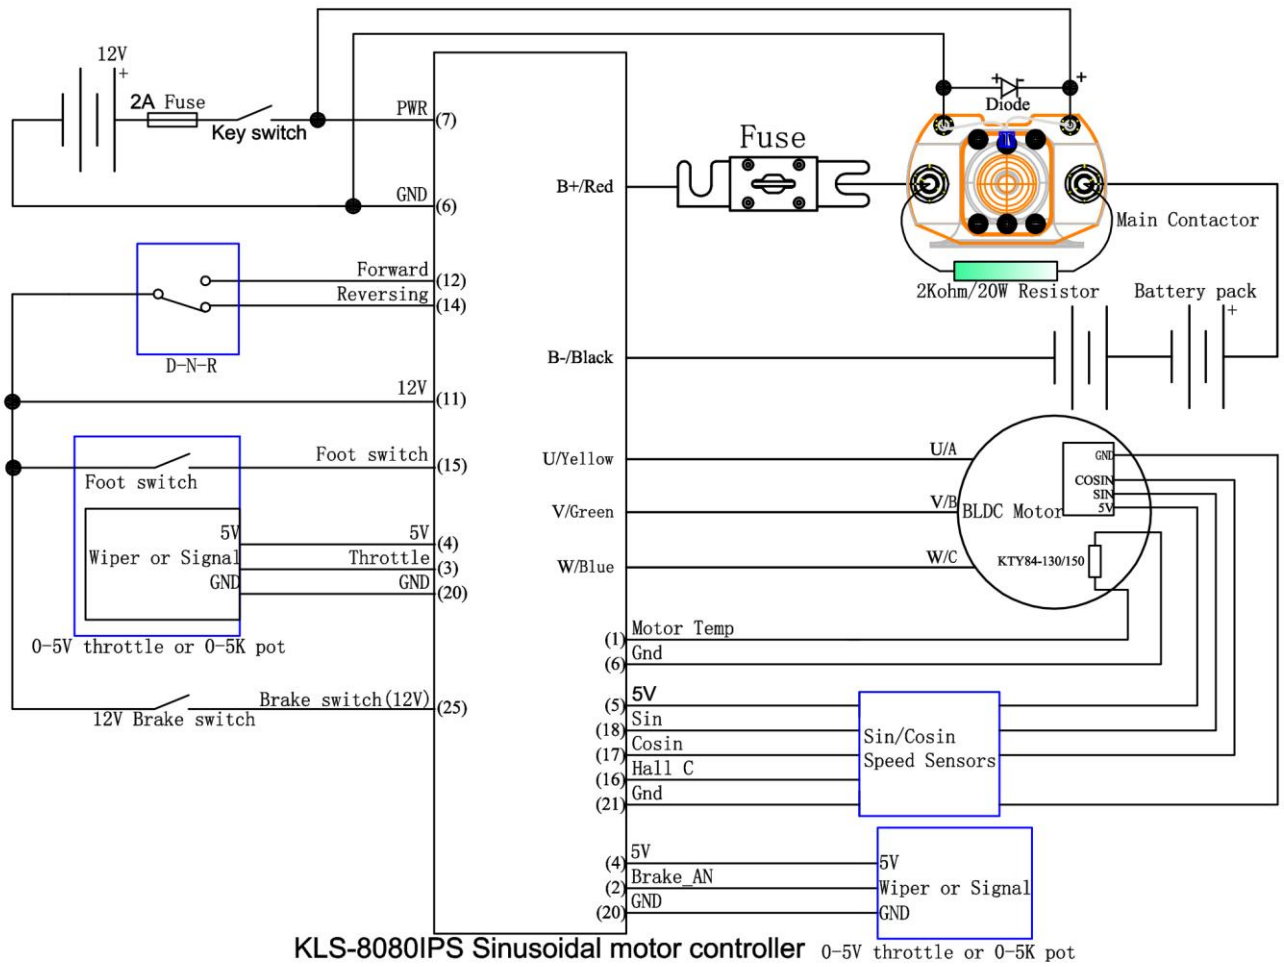 12V
+
2A Fuse
Key switch
PWR
(7)
GND
(6)
Forward
(12)
Reversing
(14)
D-N-R
12V
(11)
Foot switch
(15)
Foot switch
5V
5V
(4)
Wiper or Signal
Throttle
(3)
GND
GND
(20)
0-5V throttle or 0-5K pot
Brake switch(12V)
(25)
12V Brake switch
B+/Red
Fuse
+
-
+
Diode
Main Contactor
2Kohm/20W Resistor
Battery pack
+
B-/Black
U/Yellow
U/A
V/Green
V/B
W/Blue
W/C
BLDC Motor
GND
COSIN
SIN
5V
KTY84-130/150
(1)
Motor Temp
(6)
Gnd
(5)
5V
(18)
Sin
(17)
Cosin
(16)
Hall C
(21)
Gnd
Sin/Cosin
Speed Sensors
(4)
5V
5V
(2)
Brake_AN
Wiper or Signal
(20)
GND
GND
KLS-8080IPS Sinusoidal motor controller
0-5V throttle or 0-5K pot